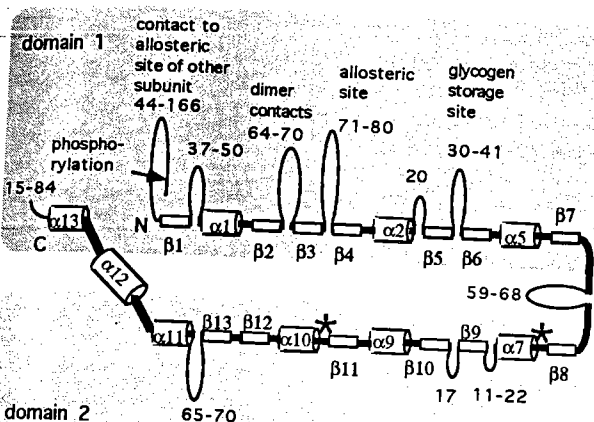 domain 1
contact to
allosteric
site of other
subunit
44-166
dimer
contacts
64-70
allosteric
site
71-80
glycogen
storage
site
30-41
phospho-
rylation
37-50
20
15-84
α13
C
N
β1
α1
β2
β3
β4
α2
β5
β6
α5
β7
α12
59-68
α11
β13
β12
α10
*
β11
α9
β10
β9
α7
*
β8
17
11-22
65-70
domain 2